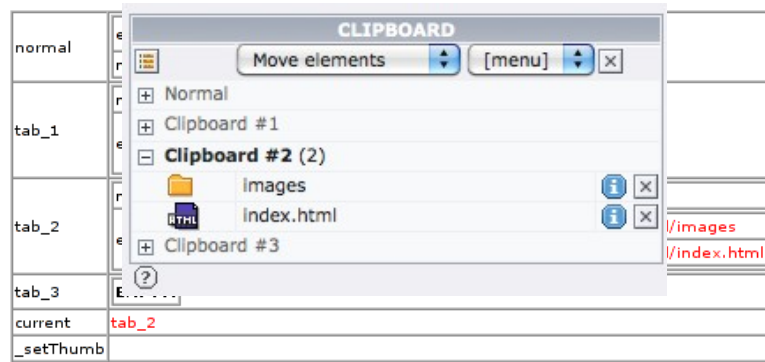 CLIPBOARD
Move elements [menu]
normal
Normal
Clipboard #1
tab_1
Clipboard #2 (2)
images
index.html
tab_2
/images
/index.html
Clipboard #3
tab_3
current tab_2
_setThumb